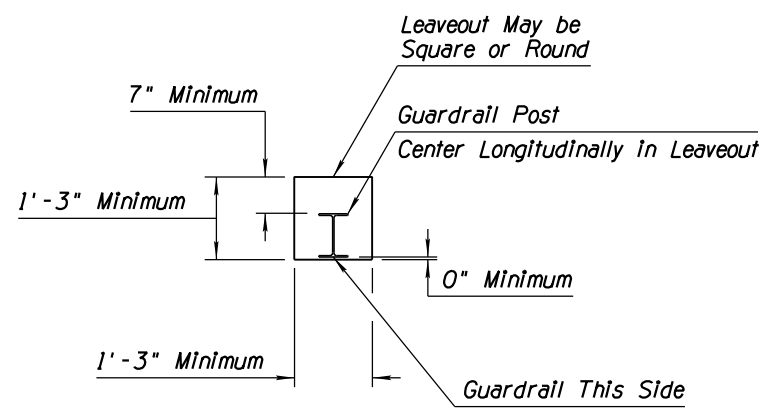 Leaveout May be
Square or Round
7" Minimum
Guardrail Post
Center Longitudinally in Leaveout
1'-3" Minimum
0" Minimum
1'-3" Minimum
Guardrail This Side